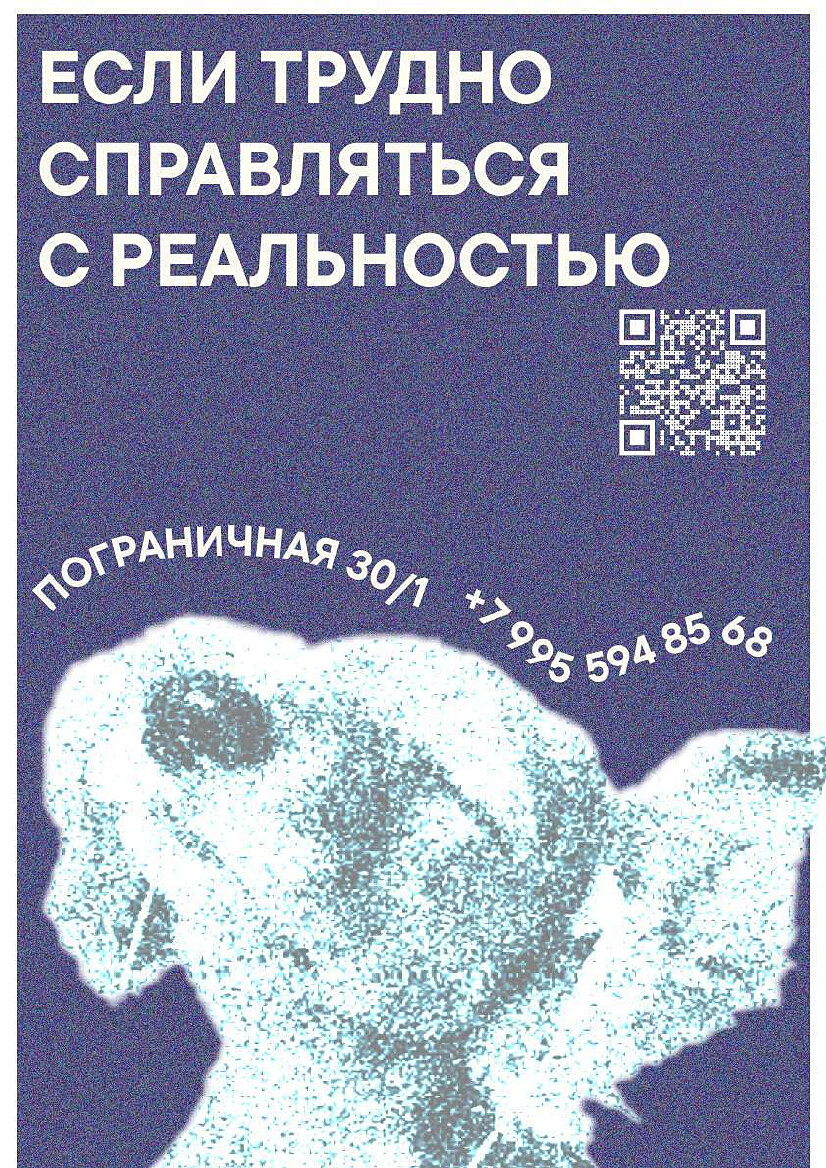 ЕСЛИ ТРУДНО
СПРАВЛЯТЬСЯ
С РЕАЛЬНОСТЬЮ
ПОГРАНИЧНАЯ 30/1
+7 995 594 85 68